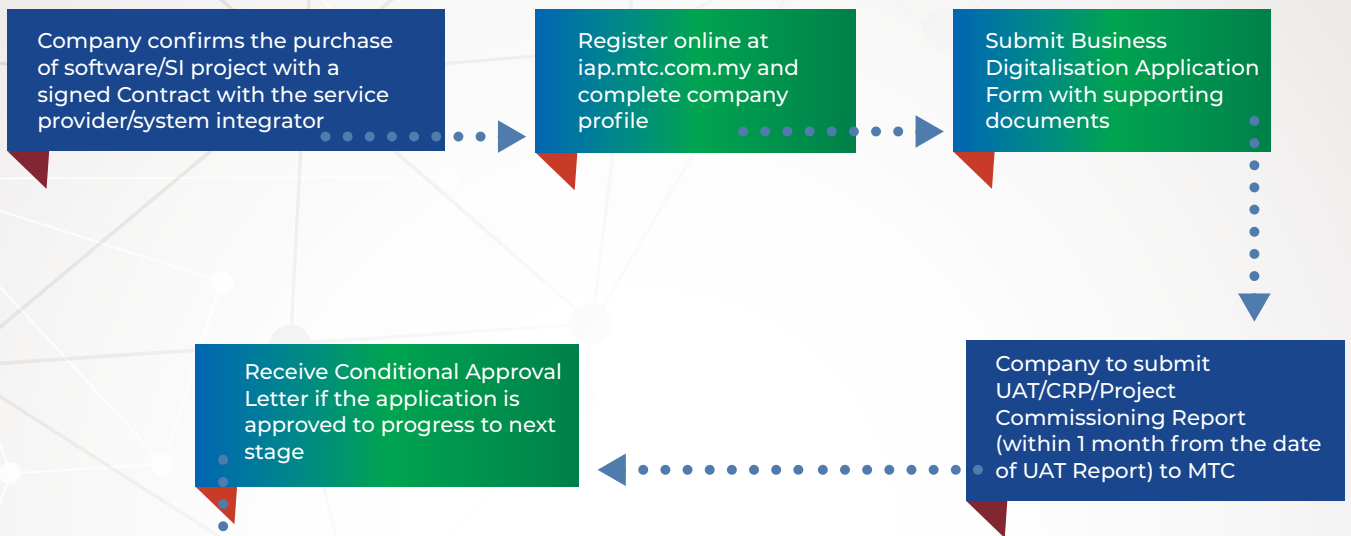 Company confirms the purchase
of software/SI project with a
signed Contract with the service
provider/system integrator
Register online at
iap.mtc.com.my and
complete company
profile
Submit Business
Digitalisation Application
Form with supporting
documents
Company to submit
UAT/CRP/Project
Commissioning Report
(within 1 month from the date
of UAT Report) to MTC
Receive Conditional Approval
Letter if the application is
approved to progress to next
stage